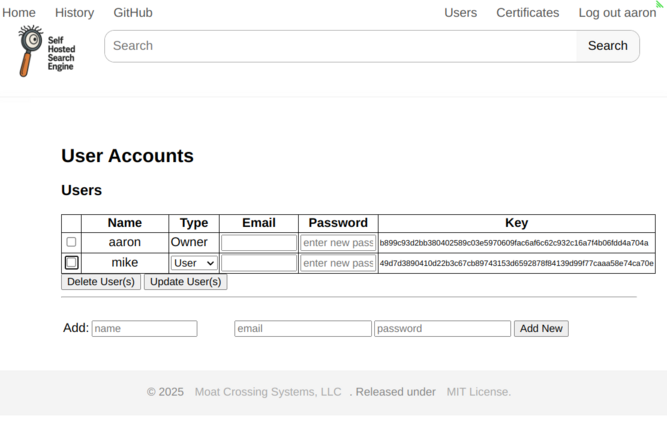 Home History GitHub Users Certificates Log out aaron
Self
Hosted
Search
Engine
Search Search
User Accounts
Users
Name Type Email Password Key
aaron Owner enter new pass b899c93d2bb380402589c03e5970609fac6af6c62c932c16a7f4b06fdd4a704a
mike User enter new pass 49d7d3890410d22b3c67cb89743153d6592878f84139d99f77caaa58e74ca70e
Delete User(s) Update User(s)
Add: name email password Add New
© 2025 Moat Crossing Systems, LLC . Released under MIT License.